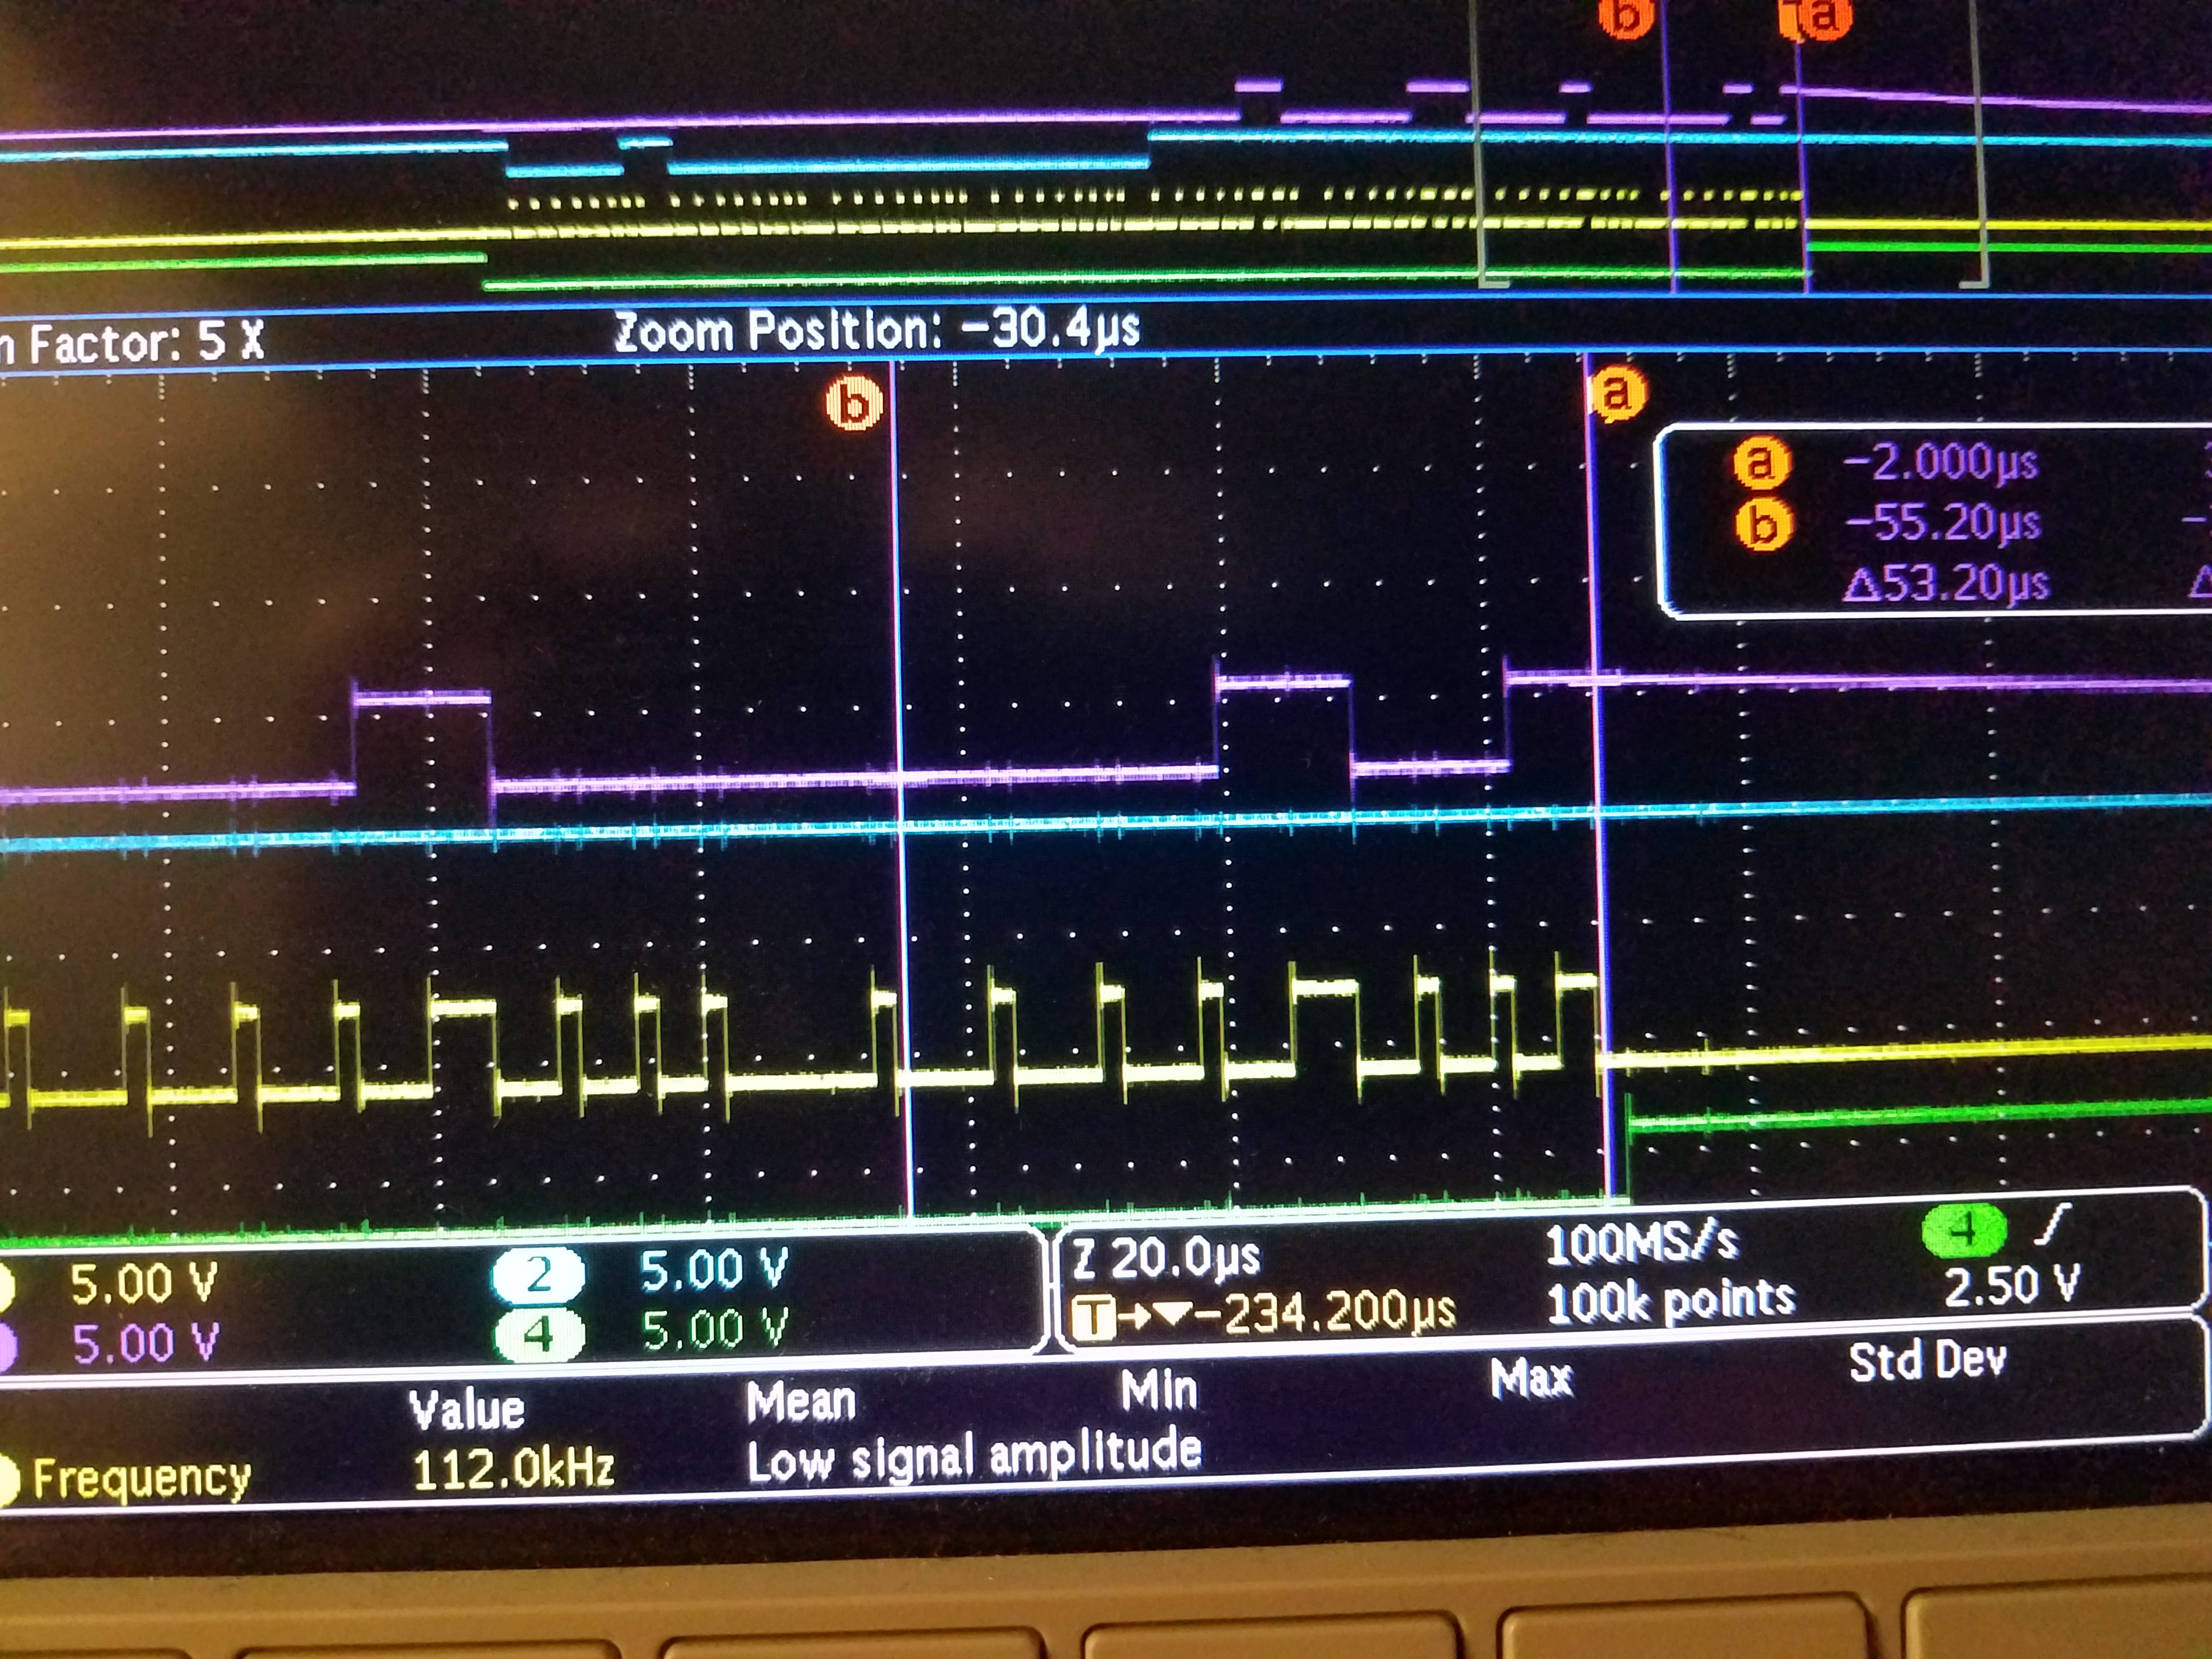 b a
n Factor: 5 X Zoom Position: -30.4µs
b a
a -2.000µs
b -55.20µs
Δ53.20µs Δ
5.00 V 2 5.00 V Z 20.0µs 100MS/s 4
5.00 V 4 5.00 V T→▼-234.200µs 100k points 2.50 V
Value Mean Min Max Std Dev
Frequency 112.0kHz Low signal amplitude